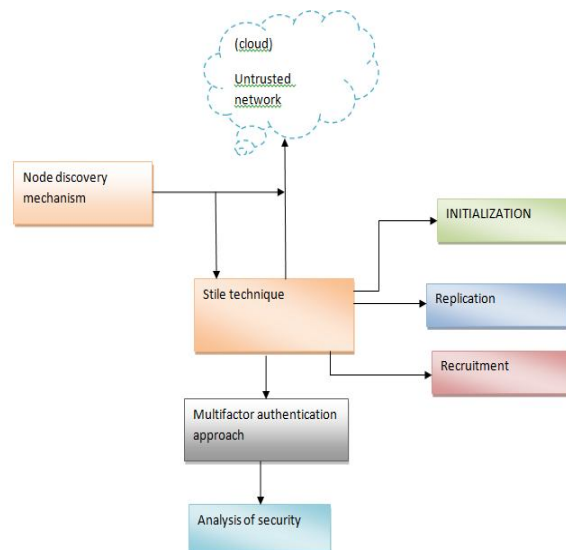 (cloud)
Untrusted
network
Node discovery
mechanism
INITIALIZATION
Stile technique
Replication
Recruitment
Multifactor authentication
approach
Analysis of security